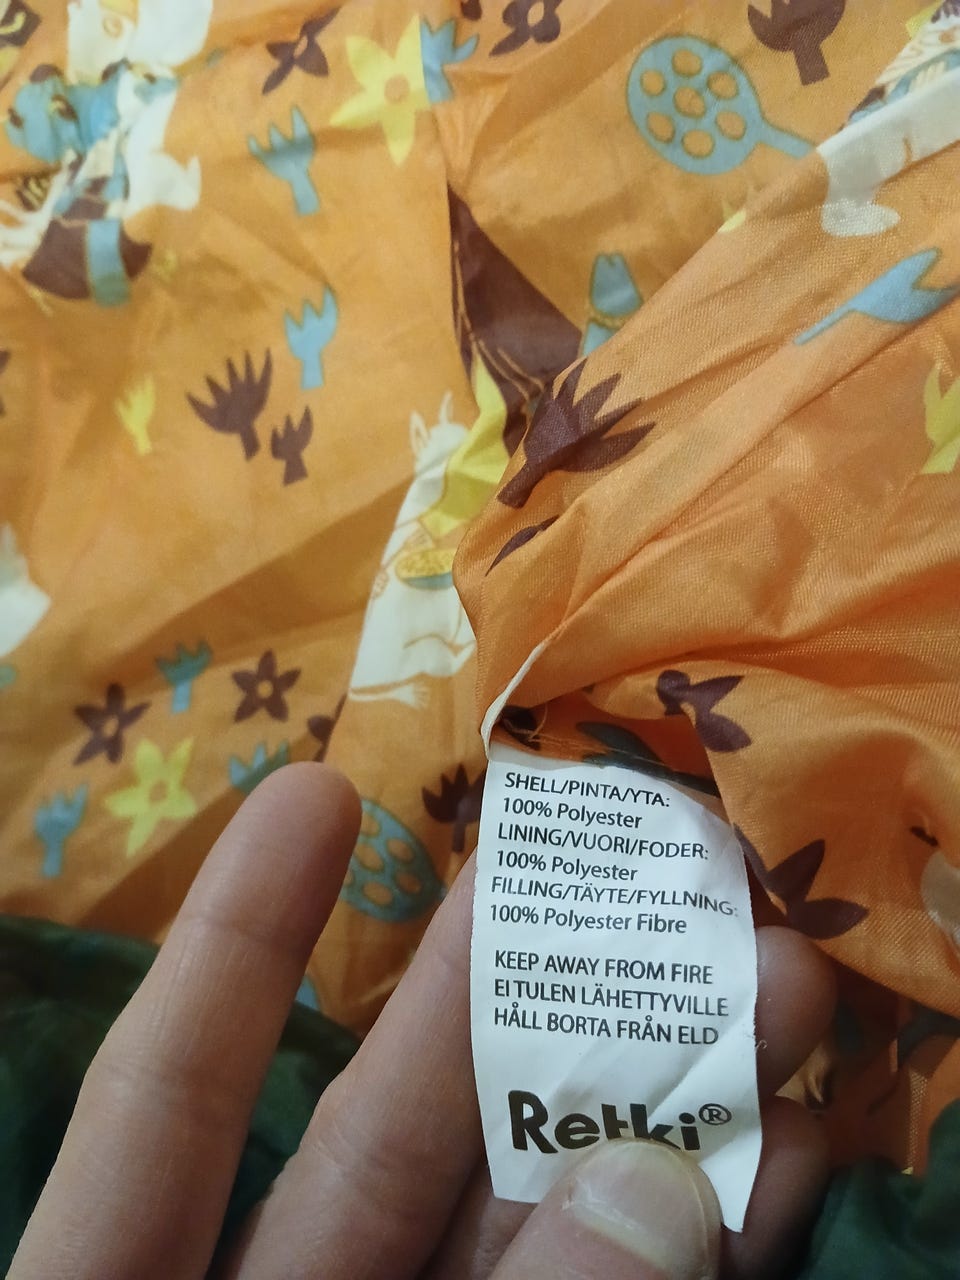 SHELL/PINTA/YTA:
100% Polyester
LINING/VUORI/FODER:
100% Polyester
FILLING/TÄYTE/FYLLNING:
100% Polyester Fibre
KEEP AWAY FROM FIRE
EI TULEN LÄHETTYVILLE
HÅLL BORTA FRÅN ELD
Retki®